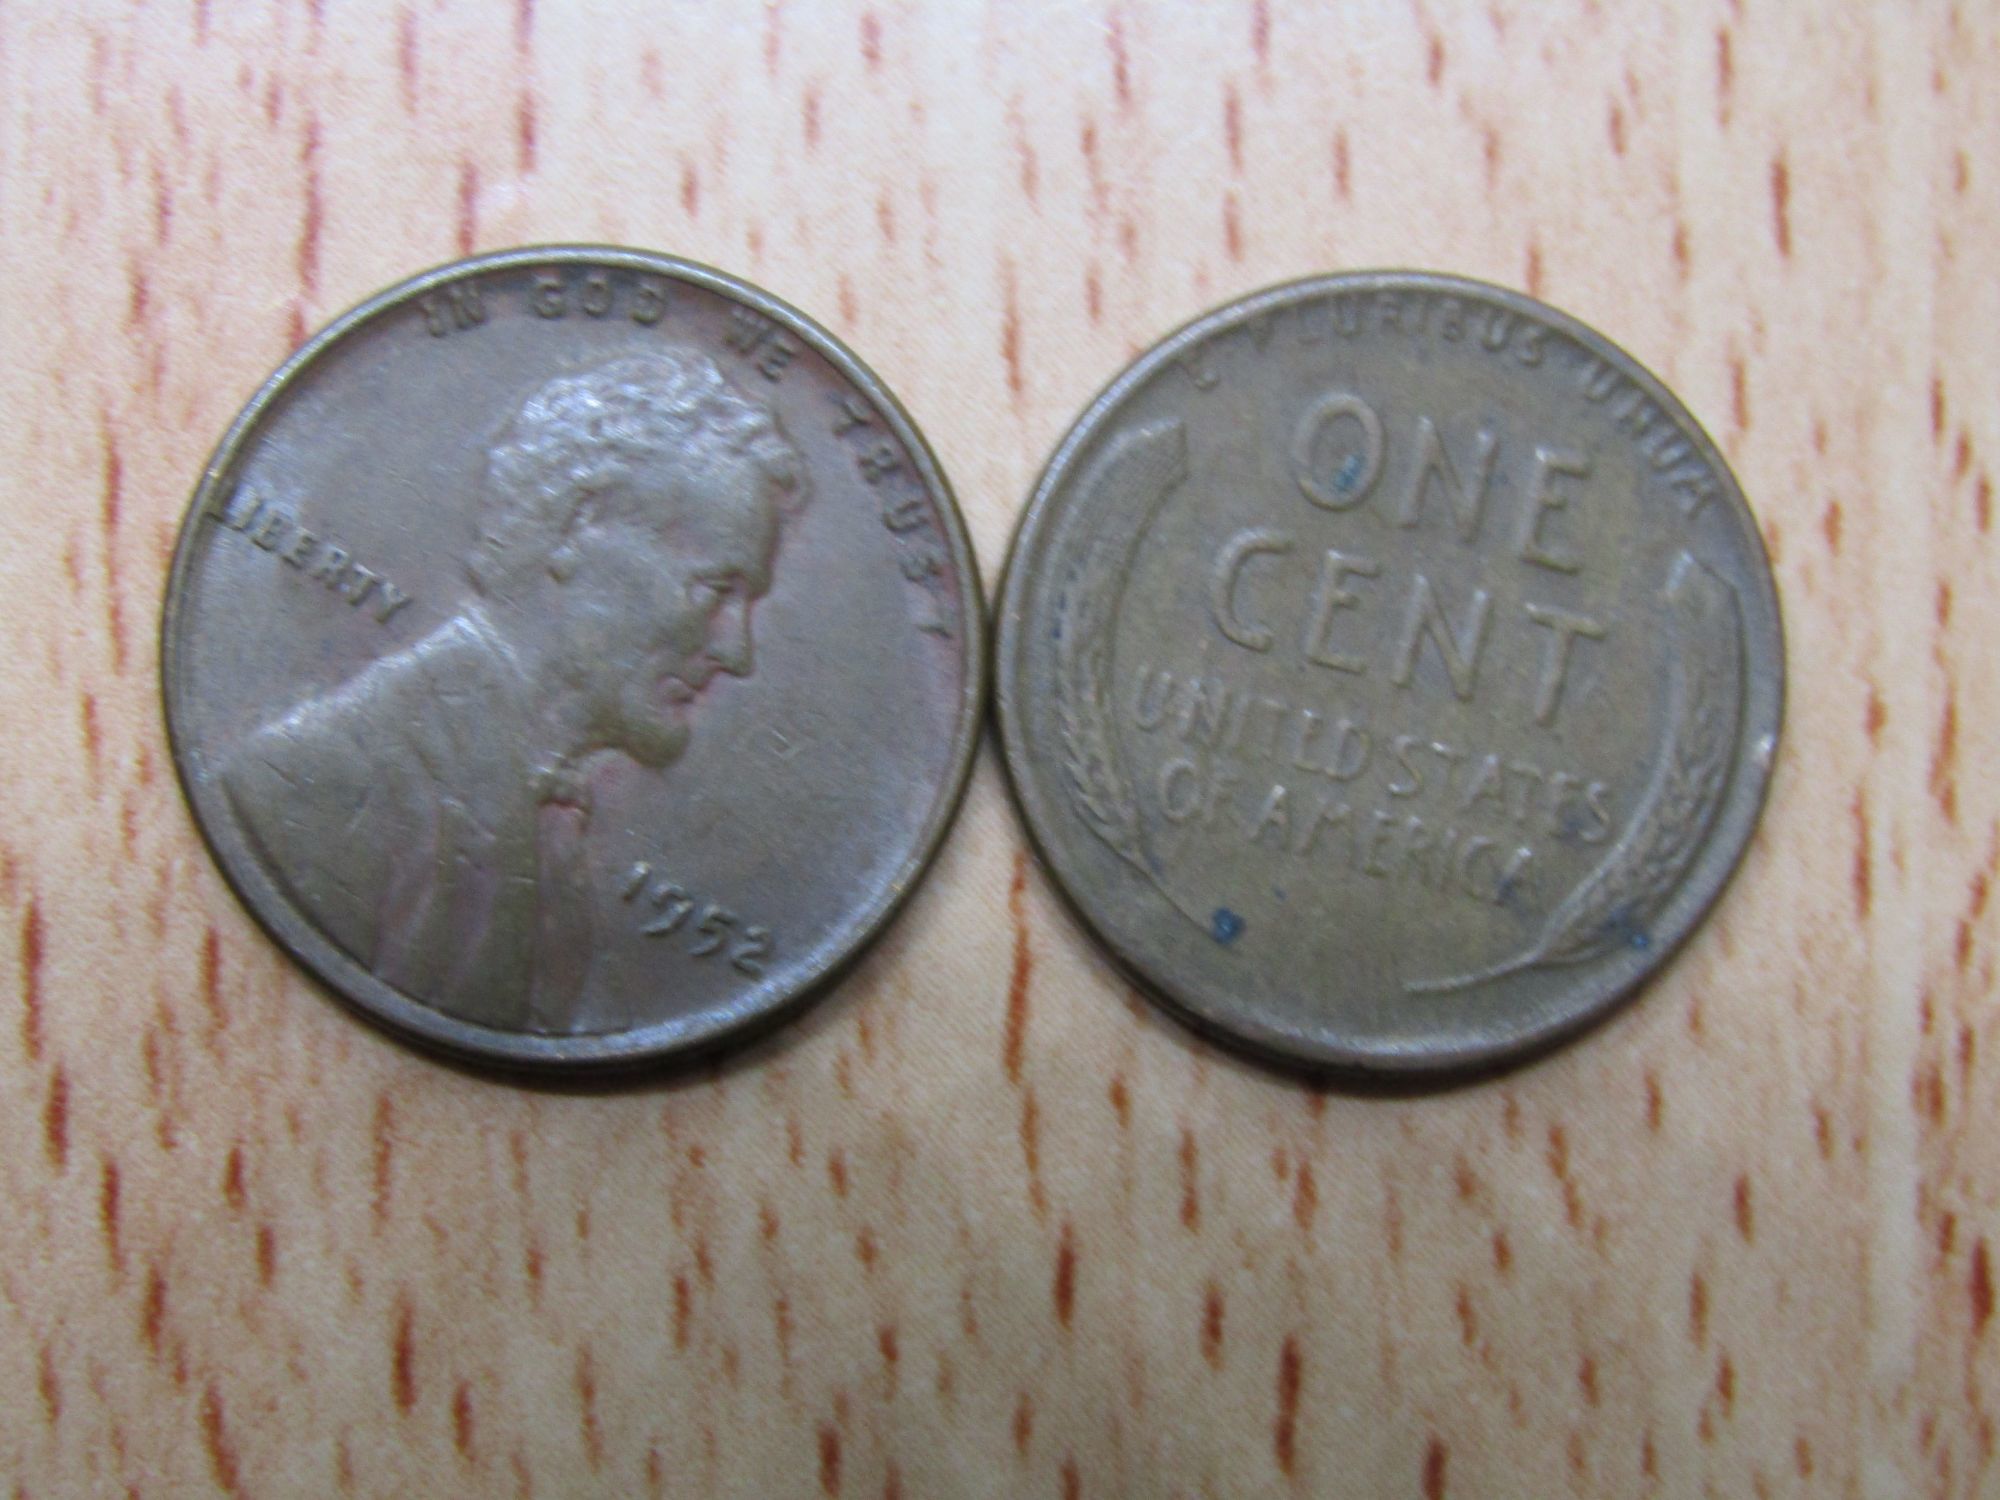 IN GOD WE TRUST
LIBERTY
1952
E PLURIBUS UNUM
ONE
CENT
UNITED STATES
OF AMERICA